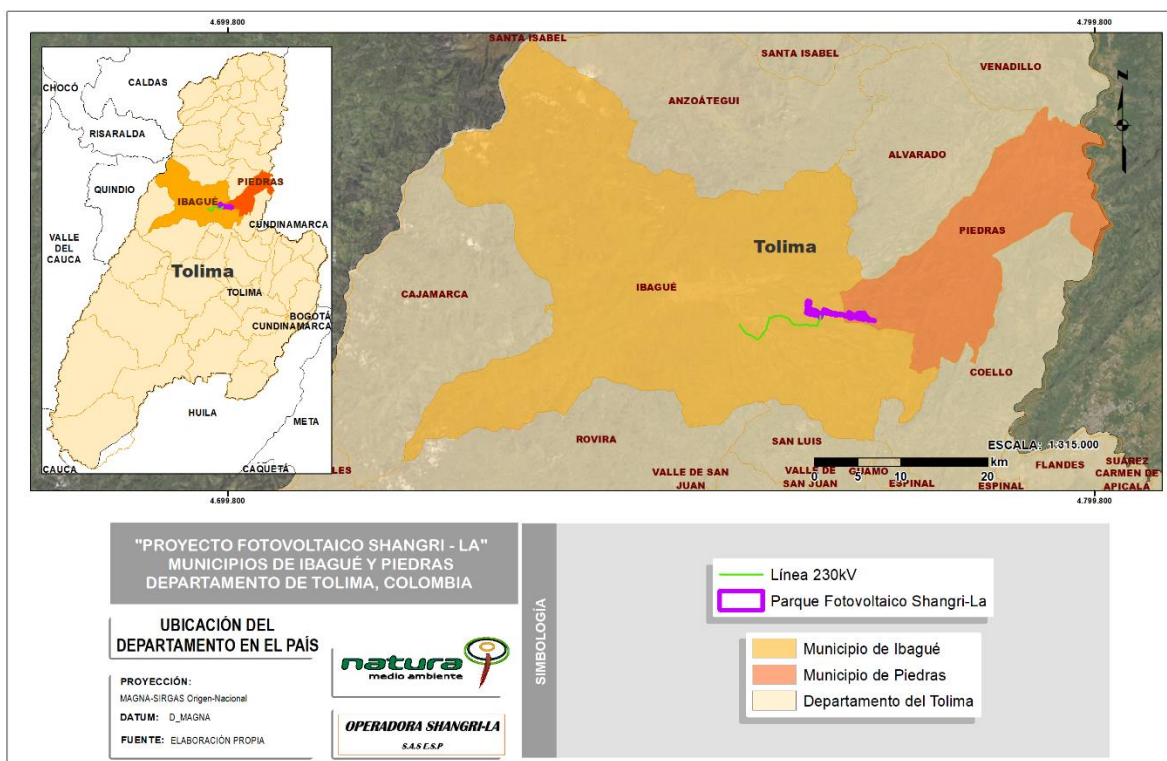 4.699.800
4.799.800
CHOCÓ
CALDAS
RISARALDA
QUINDIO
PIEDRAS
IBAGUÉ
CUNDINAMARCA
VALLE
DEL
CAUCA
Tolima
TOLIMA
BOGOTÁ
CUNDINAMARCA
HUILA
META
CAUCA
CAQUETÁ
SANTA ISABEL
SANTA ISABEL
VENADILLO
ANZOÁTEGUI
ALVARADO
PIEDRAS
Tolima
CAJAMARCA
IBAGUÉ
COELLO
ROVIRA
SAN LUIS
ESCALA: 1:315.000
km
0 5 10 20
LES
VALLE DE SAN
JUAN
VALLE DE
SAN JUAN
GUAMO
ESPINAL
ESPINAL
FLANDES
SUÁREZ
CARMEN DE
APICALÁ
N
4.699.800
4.799.800
"PROYECTO FOTOVOLTAICO SHANGRI - LA"
MUNICIPIOS DE IBAGUÉ Y PIEDRAS
DEPARTAMENTO DE TOLIMA, COLOMBIA
UBICACIÓN DEL
DEPARTAMENTO EN EL PAÍS
PROYECCIÓN:
MAGNA-SIRGAS Origen-Nacional
DATUM: D_MAGNA
FUENTE: ELABORACIÓN PROPIA
natura
medio ambiente
OPERADORA SHANGRI-LA
S.A.S E.S.P
SIMBOLOGÍA
Línea 230kV
Parque Fotovoltaico Shangri-La
Municipio de Ibagué
Municipio de Piedras
Departamento del Tolima